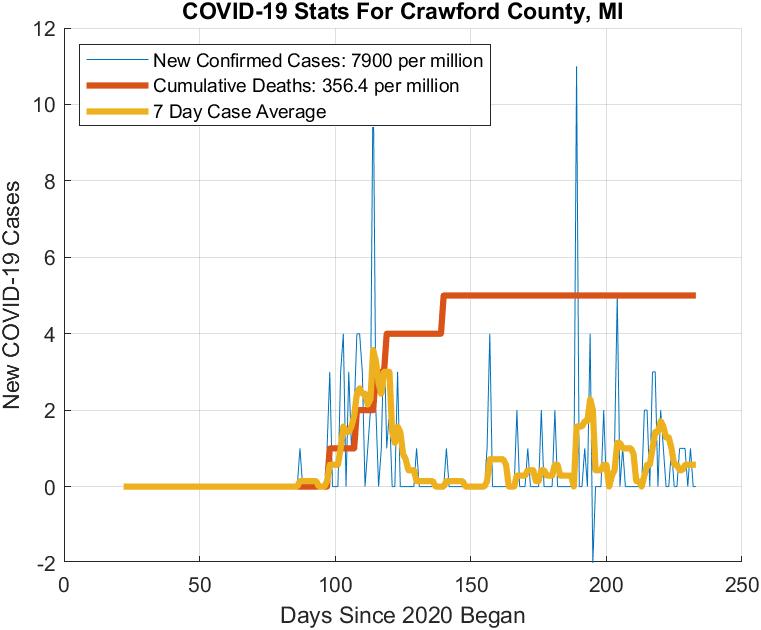 COVID-19 Stats For Crawford County, MI
New Confirmed Cases: 7900 per million
Cumulative Deaths: 356.4 per million
7 Day Case Average
12
10
8
6
4
2
0
-2
New COVID-19 Cases
0 50 100 150 200 250
Days Since 2020 Began